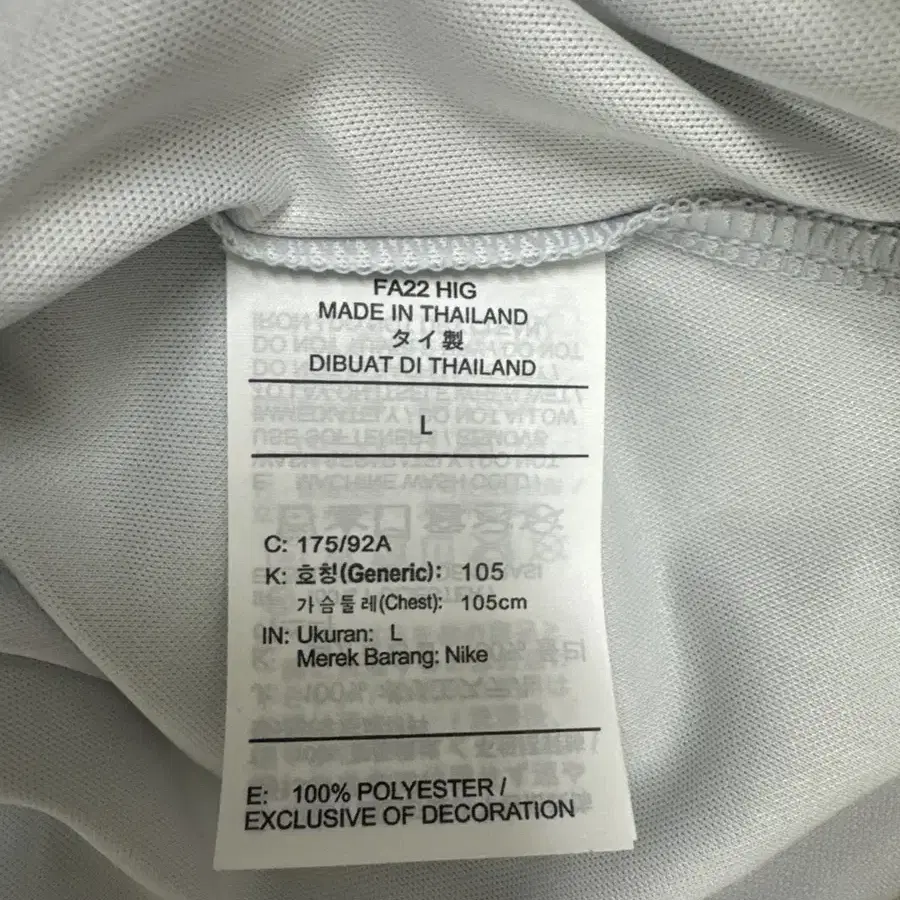 FA22 HIG
MADE IN THAILAND
タイ製
DIBUAT DI THAILAND
L
C: 175/92A
K: 호칭(Generic): 105
가슴둘레(Chest): 105cm
IN: Ukuran: L
Merek Barang: Nike
E: 100% POLYESTER /
EXCLUSIVE OF DECORATION